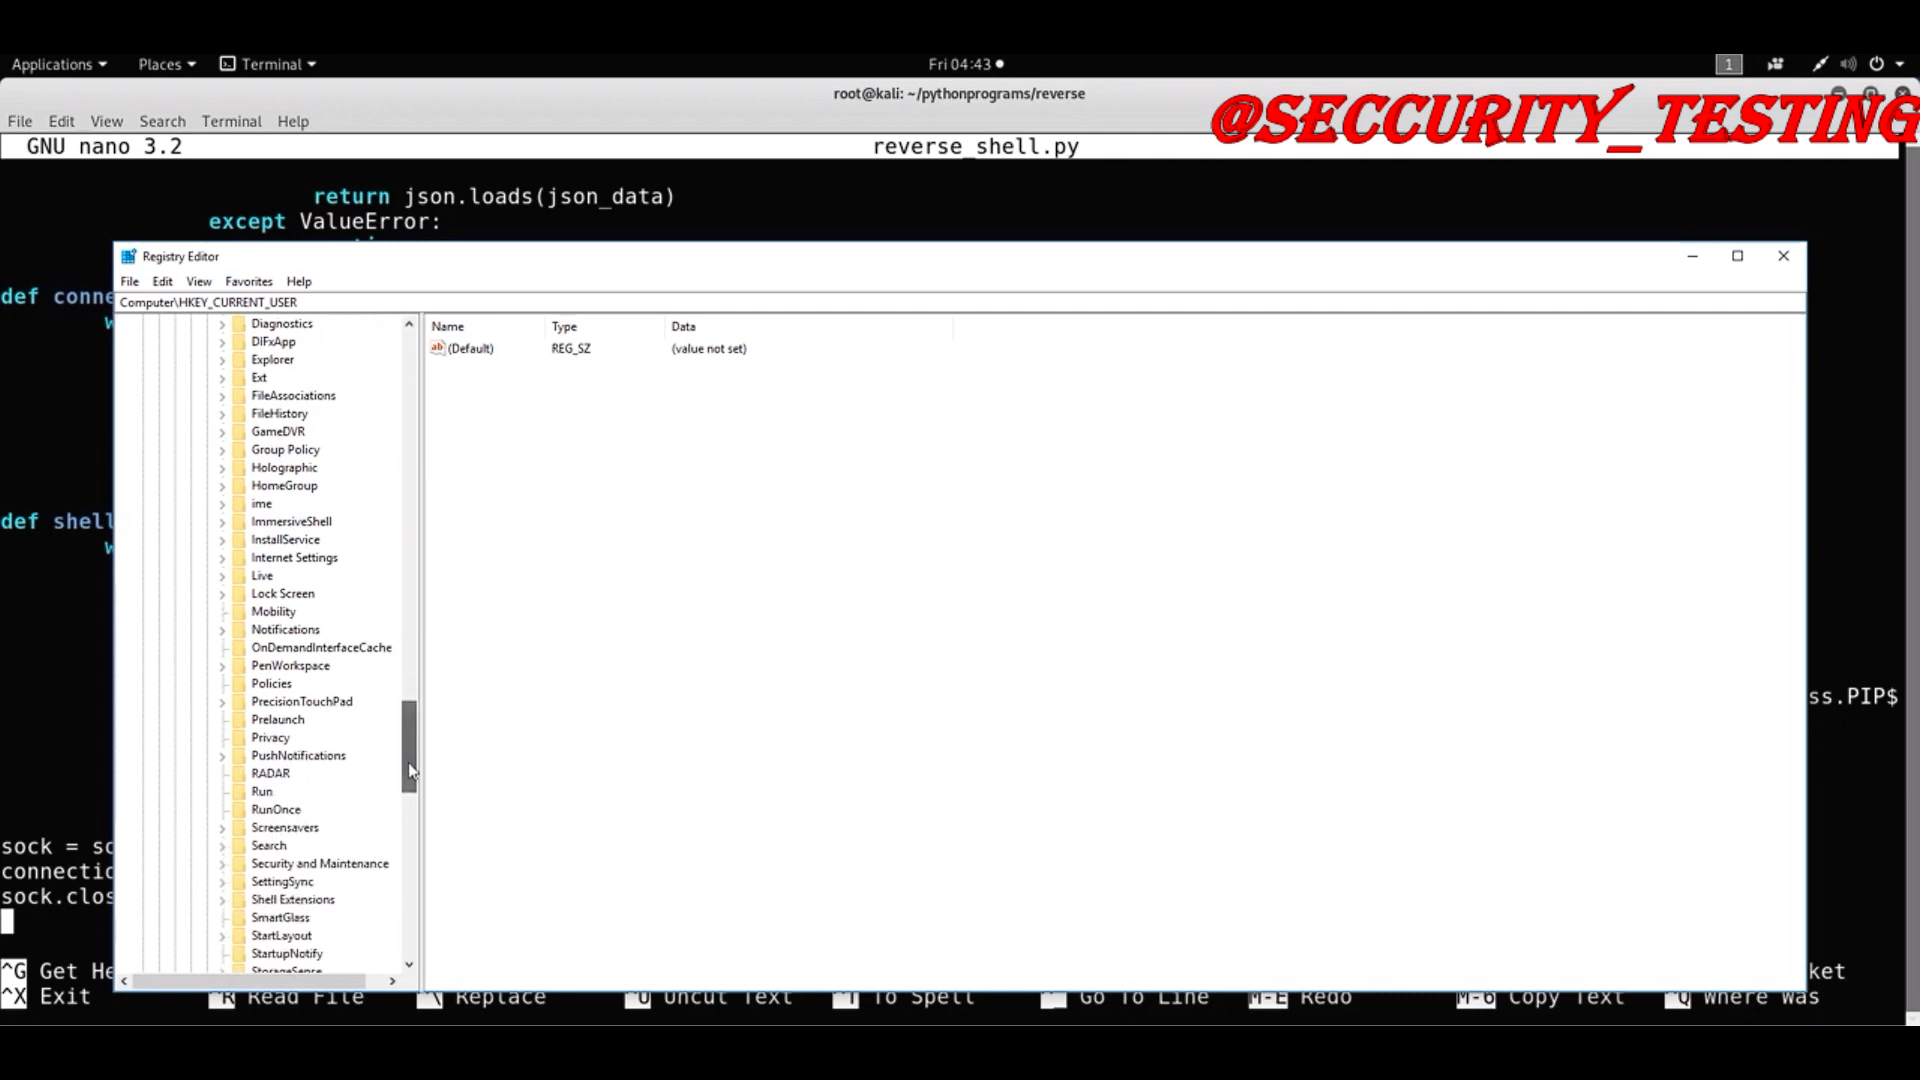 Applications Places Terminal Fri 04:43 1
root@kali: ~/pythonprograms/reverse
@SECCURITY_TESTING
File Edit View Search Terminal Help
GNU nano 3.2 reverse_shell.py
return json.loads(json_data)
except ValueError:
Registry Editor
File Edit View Favorites Help
def conne
Computer\HKEY_CURRENT_USER
Name Type Data
(Default) REG_SZ (value not set)
Diagnostics
DIFxApp
Explorer
Ext
FileAssociations
FileHistory
GameDVR
Group Policy
Holographic
HomeGroup
ime
def shell
ImmersiveShell
InstallService
Internet Settings
Live
Lock Screen
Mobility
Notifications
OnDemandInterfaceCache
PenWorkspace
Policies
ss.PIP$
PrecisionTouchPad
Prelaunch
Privacy
PushNotifications
RADAR
Run
RunOnce
Screensavers
Search
sock = so
Security and Maintenance
connectio
SettingSync
sock.clos
Shell Extensions
SmartGlass
StartLayout
StartupNotify
StorageSense
^G Get He
ket
^X Exit ^R Read File ^\ Replace ^U Uncut Text ^T To Spell Go To Line M-E Redo M-6 Copy Text ^Q Where Was